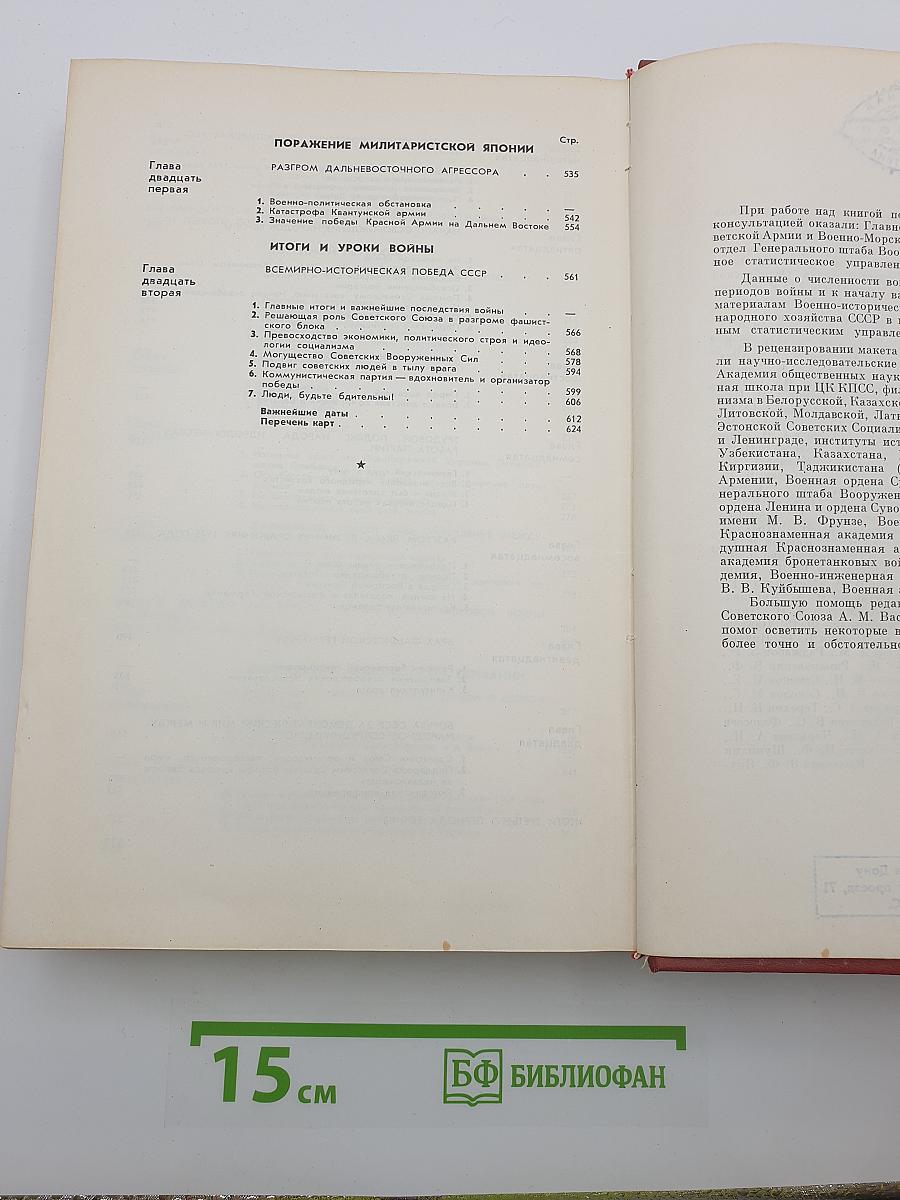 Стр.
ПОРАЖЕНИЕ МИЛИТАРИСТСКОЙ ЯПОНИИ
Глава двадцать первая
РАЗГРОМ ДАЛЬНЕВОСТОЧНОГО АГРЕССОРА . . 535
1. Военно-политическая обстановка . . . . . —
2. Катастрофа Квантунской армии . . . . . 542
3. Значение победы Красной Армии на Дальнем Востоке 554
ИТОГИ И УРОКИ ВОЙНЫ
Глава двадцать вторая
ВСЕМИРНО-ИСТОРИЧЕСКАЯ ПОБЕДА СССР . . . 561
1. Главные итоги и важнейшие последствия войны . . —
2. Решающая роль Советского Союза в разгроме фашист-
ского блока . . . . . . . . . . . 566
3. Превосходство экономики, политического строя и идео-
логии социализма . . . . . . . . . . 568
4. Могущество Советских Вооруженных Сил . . . . 578
5. Подвиг советских людей в тылу врага . . . . 594
6. Коммунистическая партия — вдохновитель и организатор
победы . . . . . . . . . . . . 599
7. Люди, будьте бдительны! . . . . . . . . 606
Важнейшие даты . . . . . . . . . . 612
Перечень карт . . . . . . . . . . . 624
При работе над книгой
консультацией оказали:
ветской Армии и Военно-Морск
отдел Генерального штаба Воо
ное статистическое управлен
Данные о численности
периодов войны и к началу
материалам Военно-историчес
народного хозяйства СССР в
ным статистическим управле
В рецензировании макета
ли научно-исследовательские
Академия общественных наук
ная школа при ЦК КПСС,
низма в Белорусской, Казахско
Литовской, Молдавской, Латв
Эстонской Советских Социали
и Ленинграде, институты ист
Узбекистана, Казахстана,
Киргизии, Таджикистана (
Армении, Военная ордена
нерального штаба Вооружен
ордена Ленина и ордена Суво
имени М. В. Фрунзе, Вое
Краснознаменная академия
душная Краснознаменная
академия бронетанковых вой
демия, Военно-инженерная
В. В. Куйбышева, Военная
Большую помощь редак
Советского Союза А. М. Вас
помог осветить некоторые
более точно и обстоятельно
15 см
БФ БИБЛИОФАН